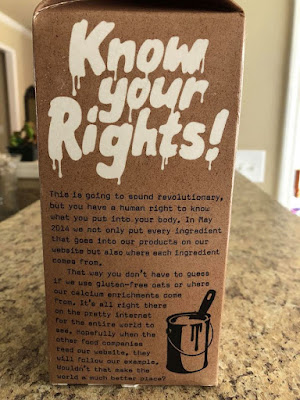 Know
your
Rights!
This is going to sound revolutionary,
but you have a human right to know
what you put into your body. In May
2014 we not only put every ingredient
that goes into our products on our
website but also where each ingredient
comes from.
That way you don't have to guess
if we use gluten-free oats or where
our calcium enrichments come
from. It's all right there
on the pretty internet
for the entire world to
see. Hopefully when the
other food companies
read our website, they
will follow our example.
Wouldn't that make the
world a much better place?